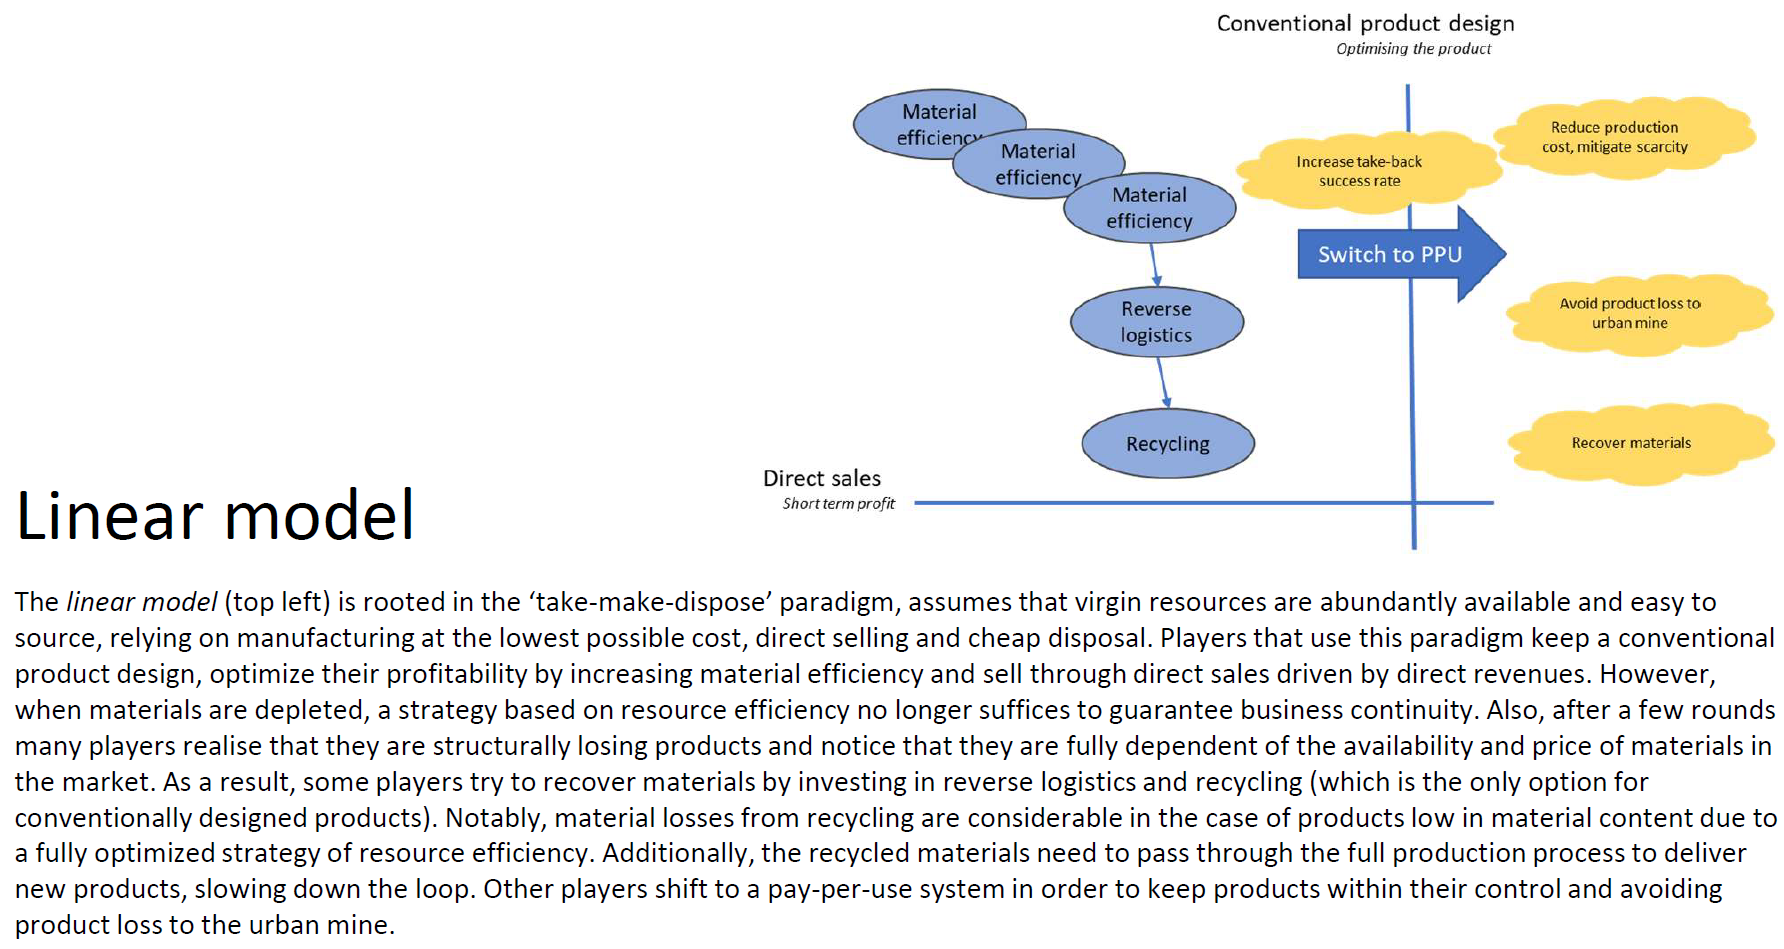 Conventional product design
Optimising the product
Material
efficiency
Material
efficiency
Material
efficiency
Increase take-back
success rate
Reduce production
cost, mitigate scarcity
Switch to PPU
Reverse
logistics
Avoid product loss to
urban mine
Recycling
Recover materials
Direct sales
Short term profit
Linear model
The linear model (top left) is rooted in the ‘take-make-dispose’ paradigm, assumes that virgin resources are abundantly available and easy to
source, relying on manufacturing at the lowest possible cost, direct selling and cheap disposal. Players that use this paradigm keep a conventional
product design, optimize their profitability by increasing material efficiency and sell through direct sales driven by direct revenues. However,
when materials are depleted, a strategy based on resource efficiency no longer suffices to guarantee business continuity. Also, after a few rounds
many players realise that they are structurally losing products and notice that they are fully dependent of the availability and price of materials in
the market. As a result, some players try to recover materials by investing in reverse logistics and recycling (which is the only option for
conventionally designed products). Notably, material losses from recycling are considerable in the case of products low in material content due to
a fully optimized strategy of resource efficiency. Additionally, the recycled materials need to pass through the full production process to deliver
new products, slowing down the loop. Other players shift to a pay-per-use system in order to keep products within their control and avoiding
product loss to the urban mine.